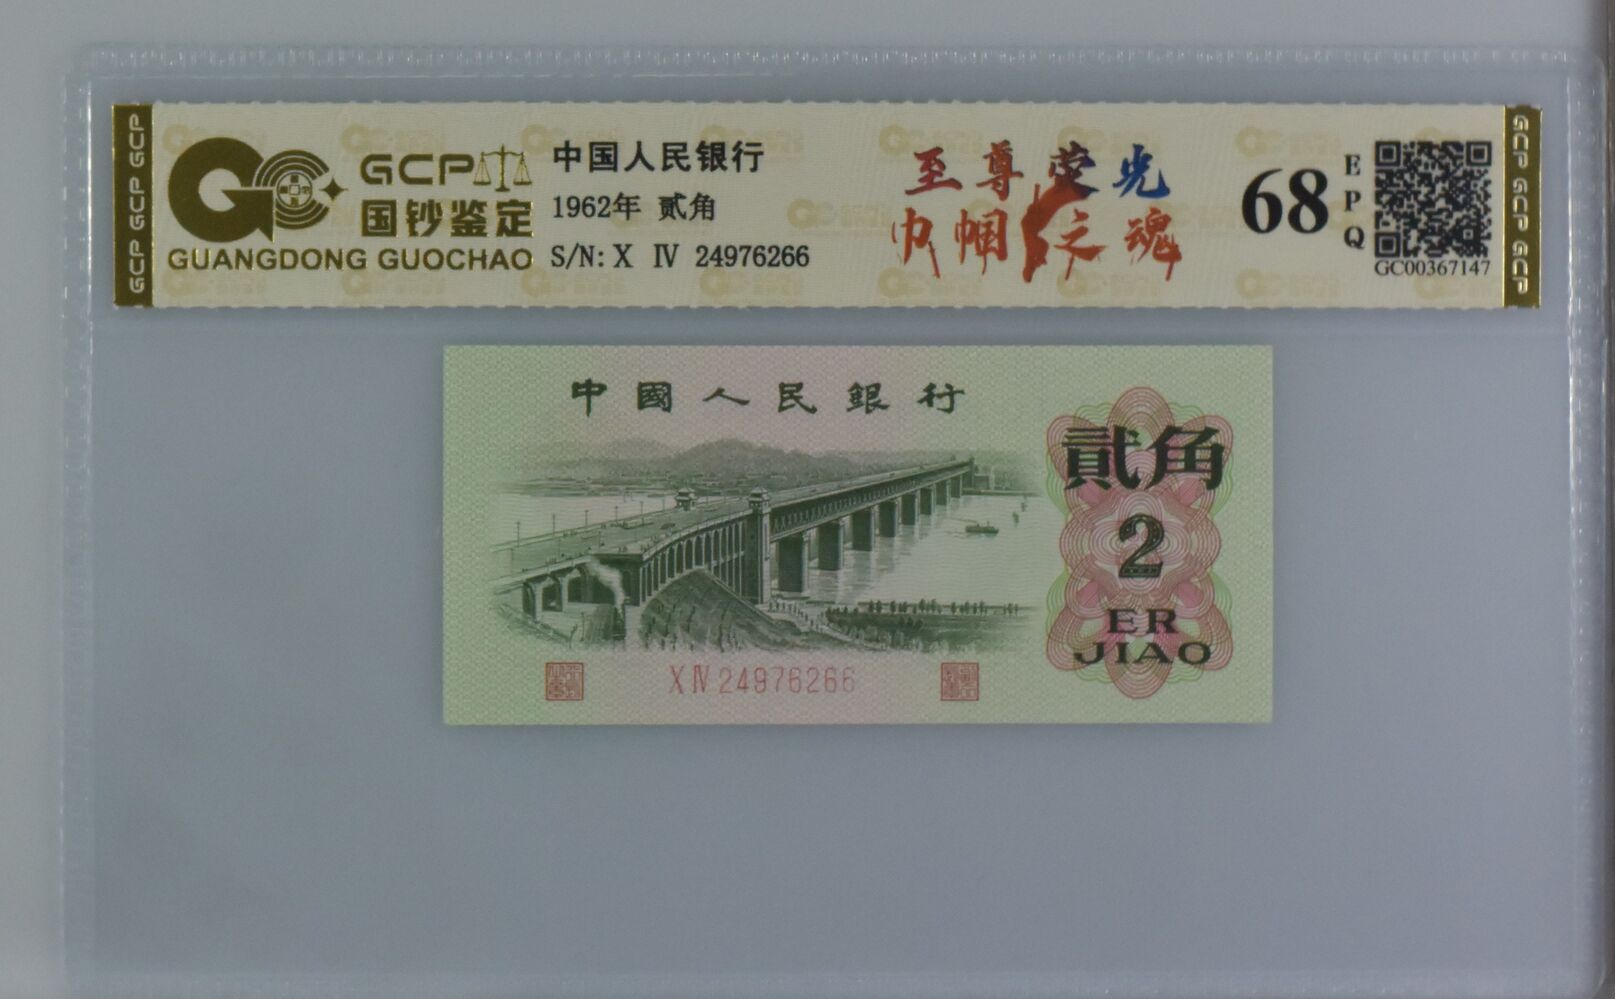 GCP GCP GCP
GCP
国钞鉴定
GUANGDONG GUOCHAO
中国人民银行
1962年 贰角
S/N: X IV 24976266
至尊荧光
巾帼之魂
68
EPQ
GC00367147
GCP GCP GCP
中國人民銀行
貳角
2
ER
JIAO
X IV 24976266